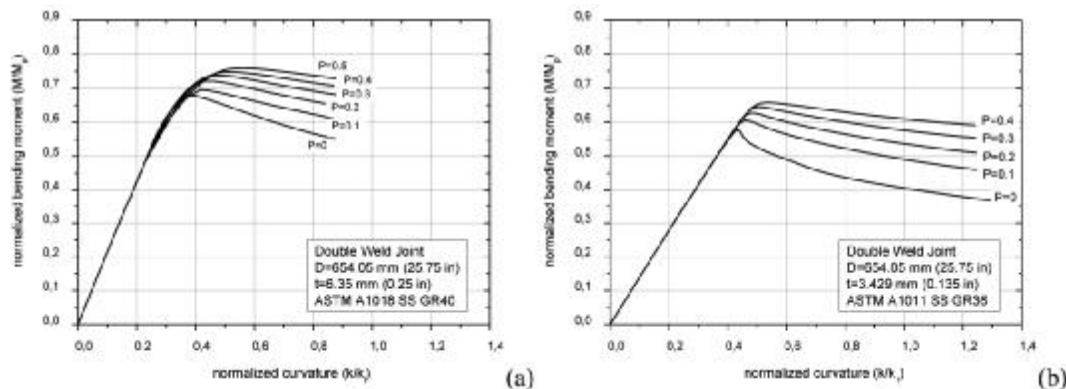 0,9
0,8
0,7
0,6
0,5
0,4
0,3
0,2
0,1
0,0
normalized bending moment (M/Mp)
P=0.5
P=0.4
P=0.3
P=0.2
P=0.1
P=0
Double Weld Joint
D=654.05 mm (25.75 in)
t=6.35 mm (0.25 in)
ASTM A1018 SS GR40
0,0 0,2 0,4 0,6 0,8 1,0 1,2 1,4
normalized curvature (k/ky)
(a)
0,9
0,8
0,7
0,6
0,5
0,4
0,3
0,2
0,1
0,0
normalized bending moment (M/Mp)
P=0.4
P=0.3
P=0.2
P=0.1
P=0
Double Weld Joint
D=654.05 mm (25.75 in)
t=3.429 mm (0.135 in)
ASTM A1011 SS GR36
0,0 0,2 0,4 0,6 0,8 1,0 1,2 1,4
normalized curvature (k/ky)
(b)